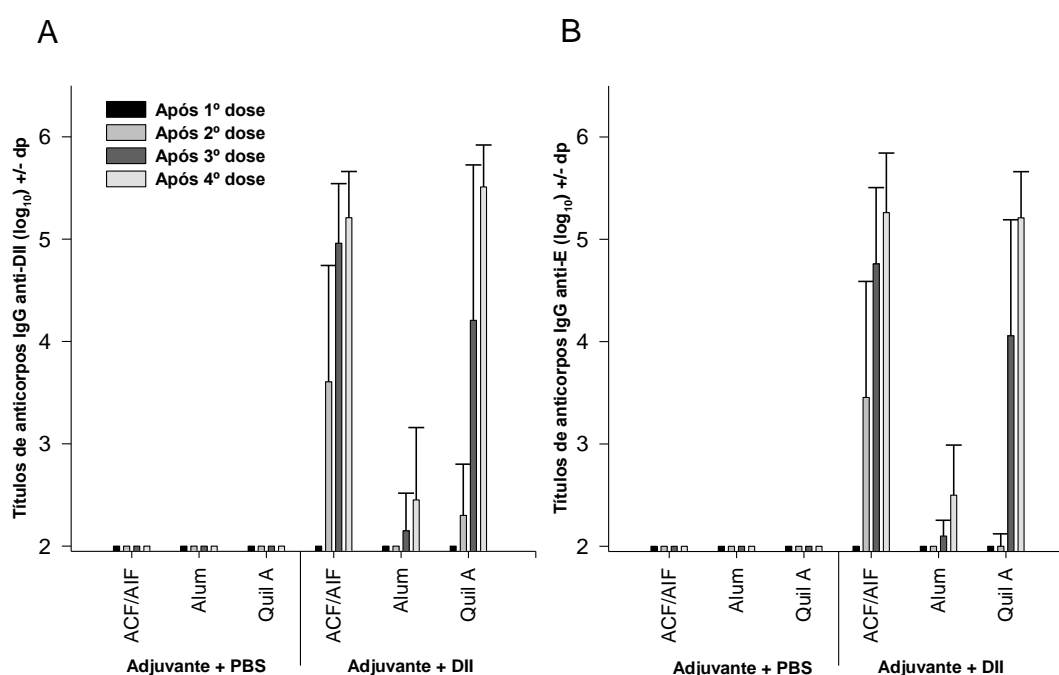 A
Títulos de anticorpos IgG anti-DII (log10) +/- dp
6
5
4
3
2
Após 1º dose
Após 2º dose
Após 3º dose
Após 4º dose
ACF/AIF
Alum
Quil A
ACF/AIF
Alum
Quil A
Adjuvante + PBS
Adjuvante + DII
B
Títulos de anticorpos IgG anti-E (log10) +/- dp
6
5
4
3
2
ACF/AIF
Alum
Quil A
ACF/AIF
Alum
Quil A
Adjuvante + PBS
Adjuvante + DII